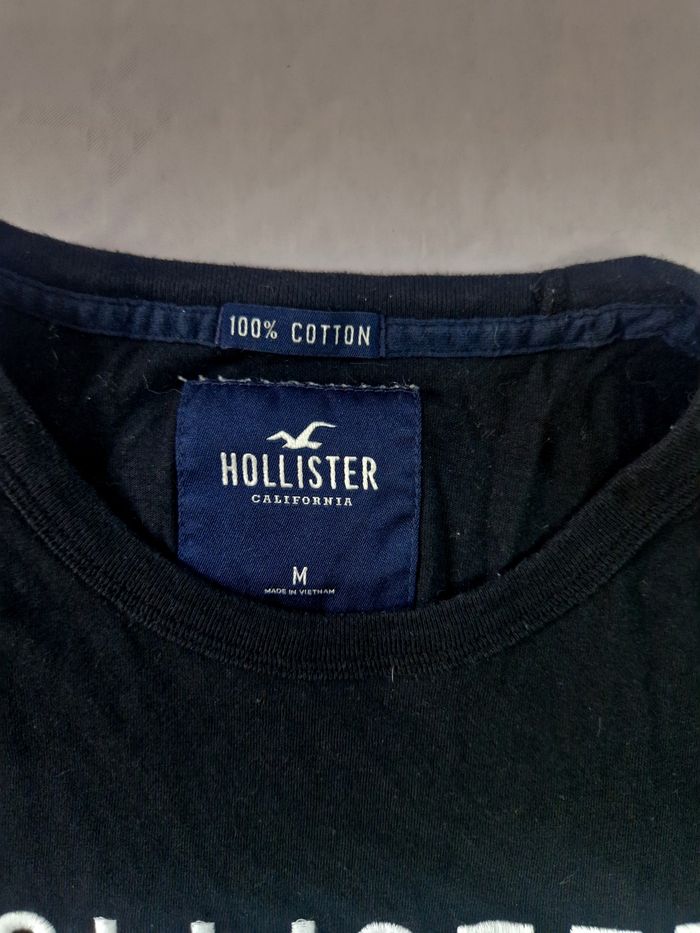 100% COTTON
HOLLISTER
CALIFORNIA
M
MADE IN VIETNAM